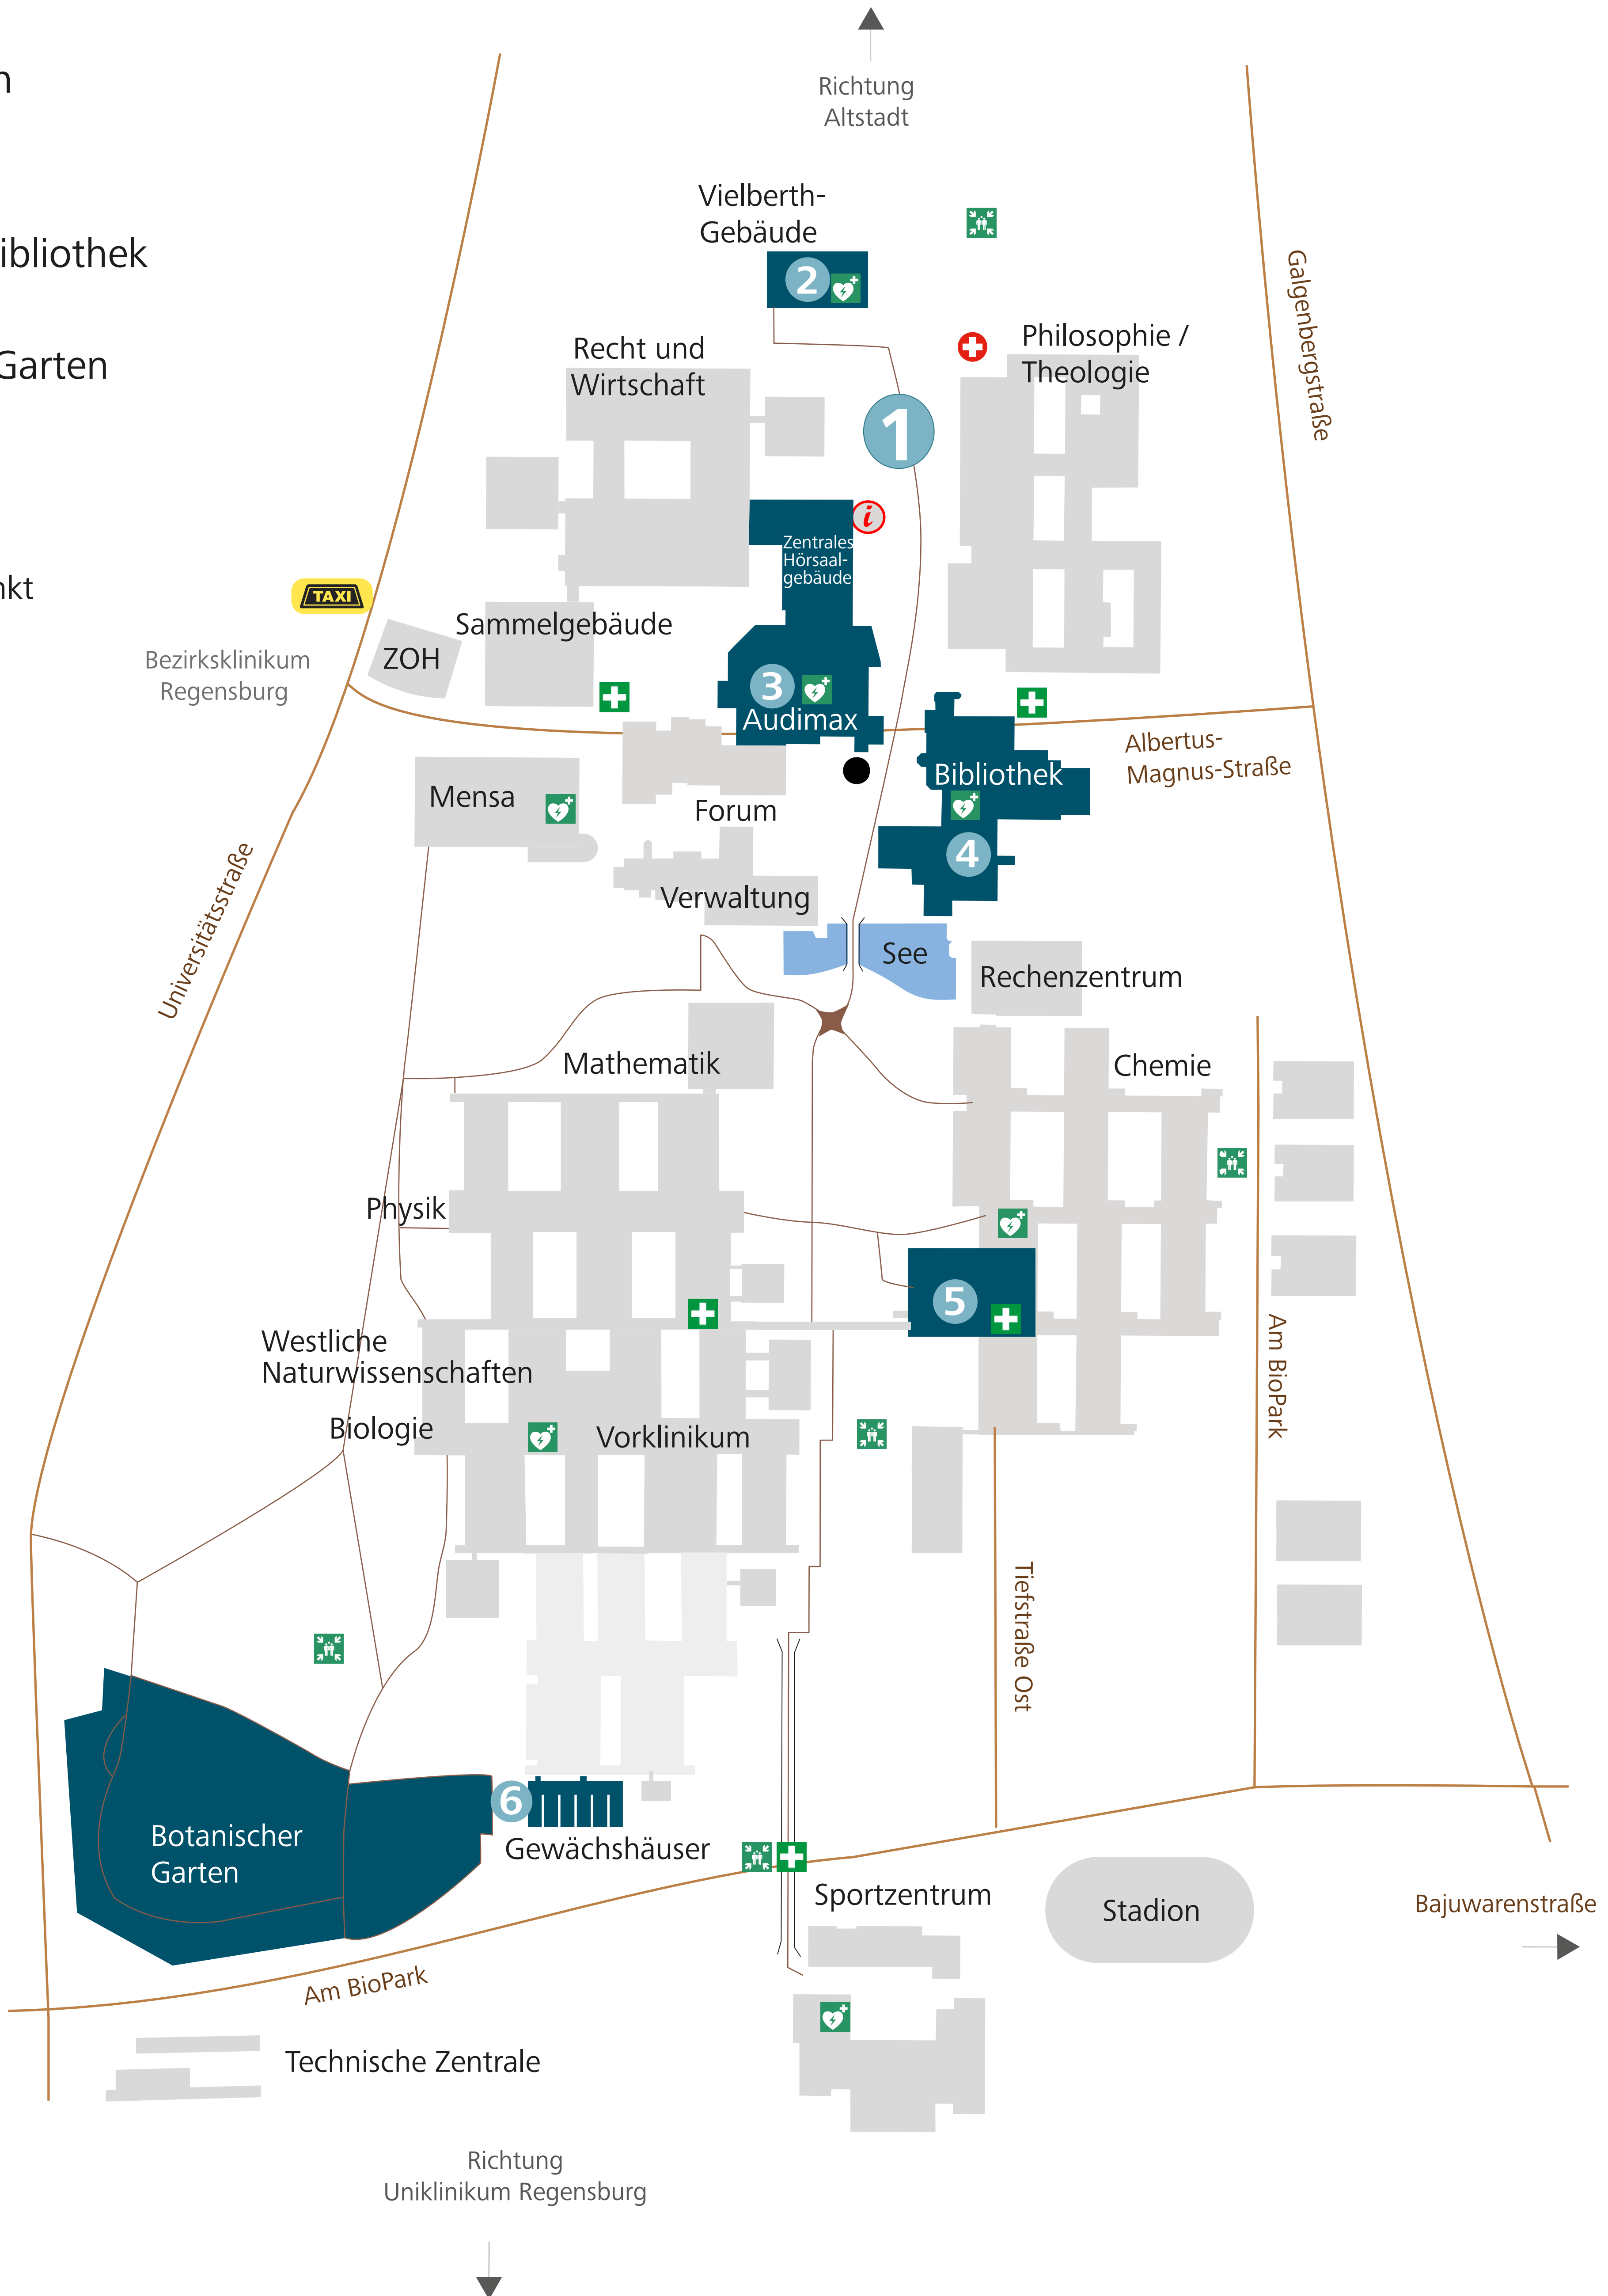 n
ibliothek
Garten
nkt
Richtung
Altstadt
Vielberth-
Gebäude
2
Galgenbergstraße
Recht und
Wirtschaft
Philosophie /
Theologie
1
i
Zentrales
Hörsaal-
gebäude
TAXI
Sammelgebäude
Bezirksklinikum
Regensburg
ZOH
3
Audimax
Albertus-
Magnus-Straße
Bibliothek
Mensa
Forum
4
Verwaltung
Universitätsstraße
See
Rechenzentrum
Mathematik
Chemie
Physik
5
Westliche
Naturwissenschaften
Am BioPark
Biologie
Vorklinikum
Tiefstraße Ost
6
Botanischer
Garten
Gewächshäuser
Sportzentrum
Stadion
Bajuwarenstraße
Am BioPark
Technische Zentrale
Richtung
Uniklinikum Regensburg